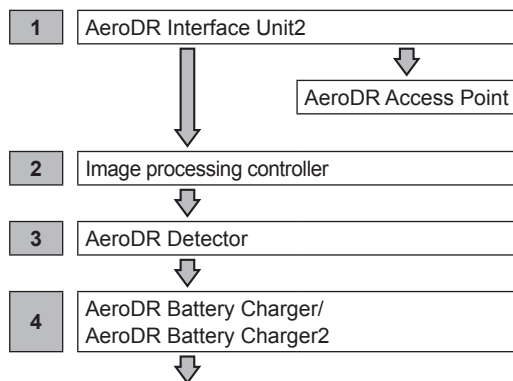 1
AeroDR Interface Unit2
AeroDR Access Point
2
Image processing controller
3
AeroDR Detector
4
AeroDR Battery Charger/
AeroDR Battery Charger2